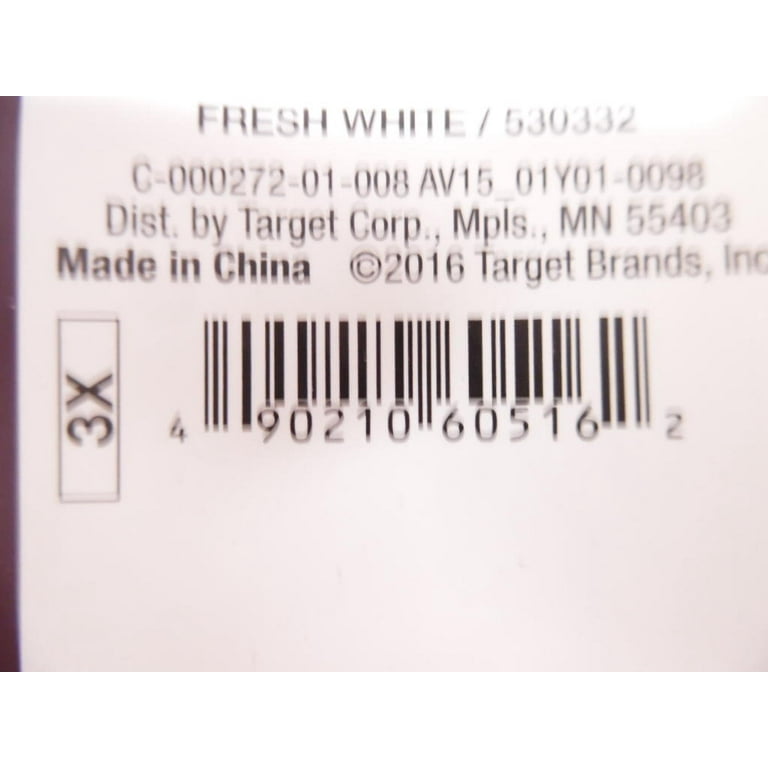 FRESH WHITE / 530332
C-000272-01-008 AV15_01Y01-0098
Dist. by Target Corp., Mpls., MN 55403
Made in China ©2016 Target Brands, Inc
3X
4 90210 60516 2